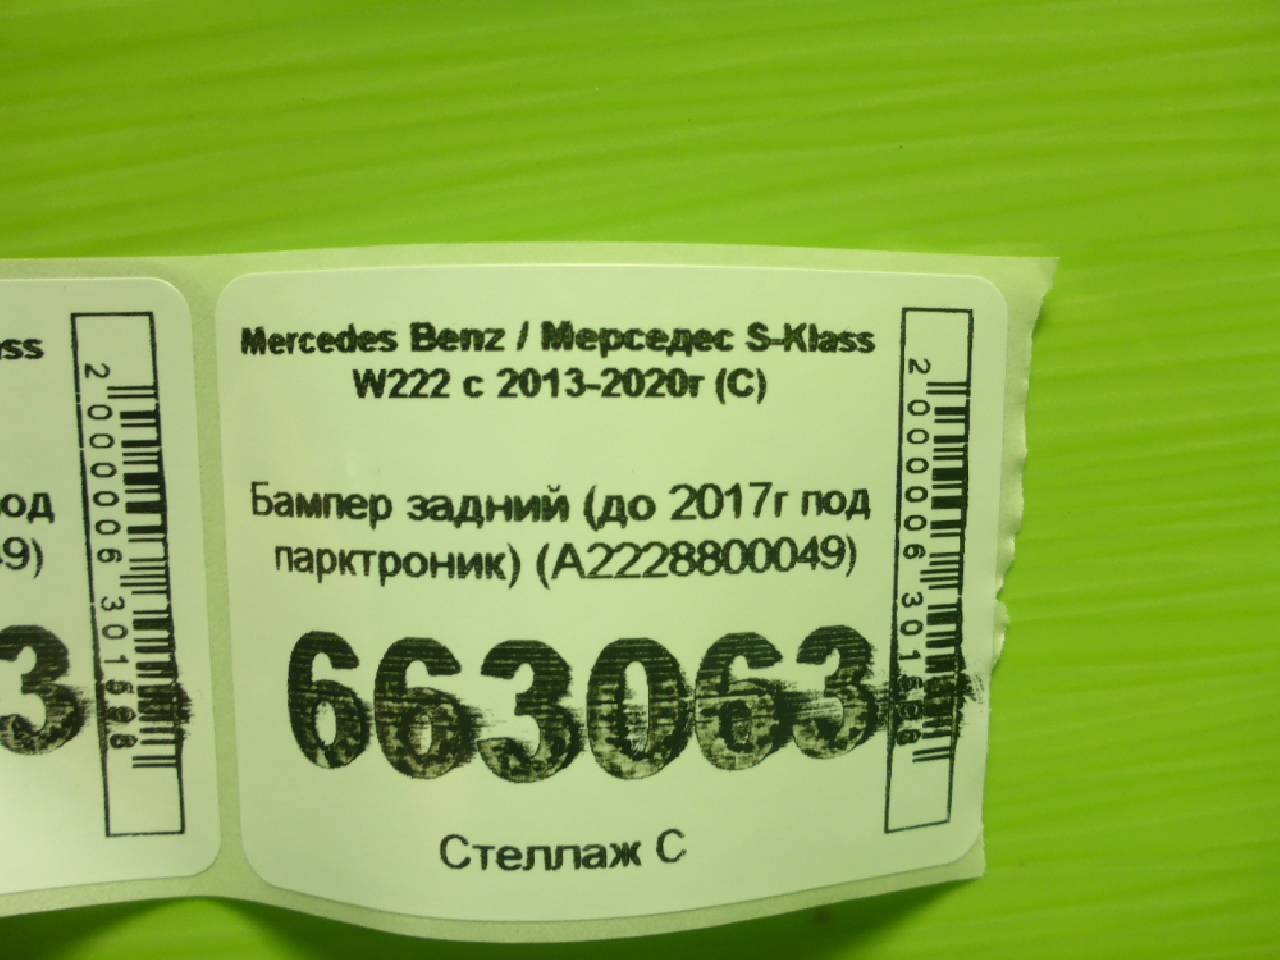 Mercedes Benz / Мерседес S-Klass
W222 с 2013-2020г (С)
Бампер задний (до 2017г под
парктроник) (A2228800049)
663063
Стеллаж С